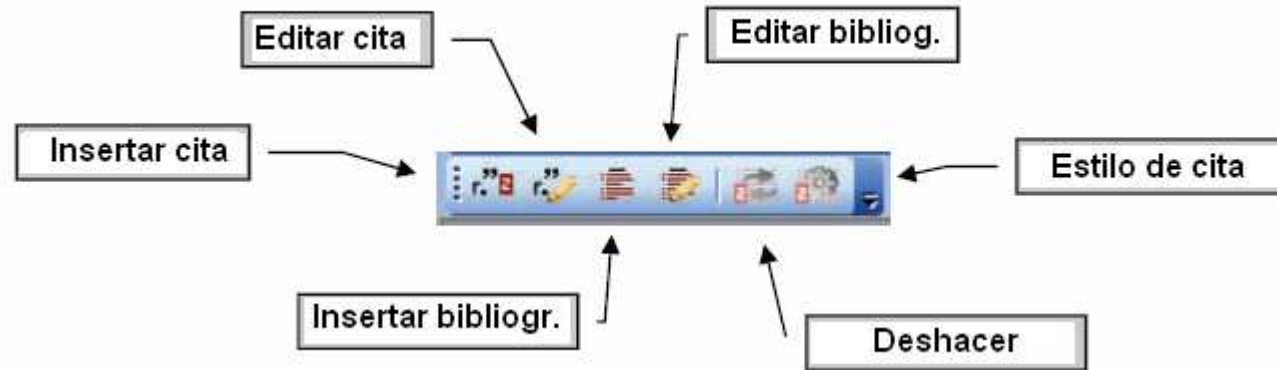 Editar cita
Editar bibliog.
Insertar cita
Estilo de cita
r.” z
r.”
z
z
Insertar bibliogr.
Deshacer